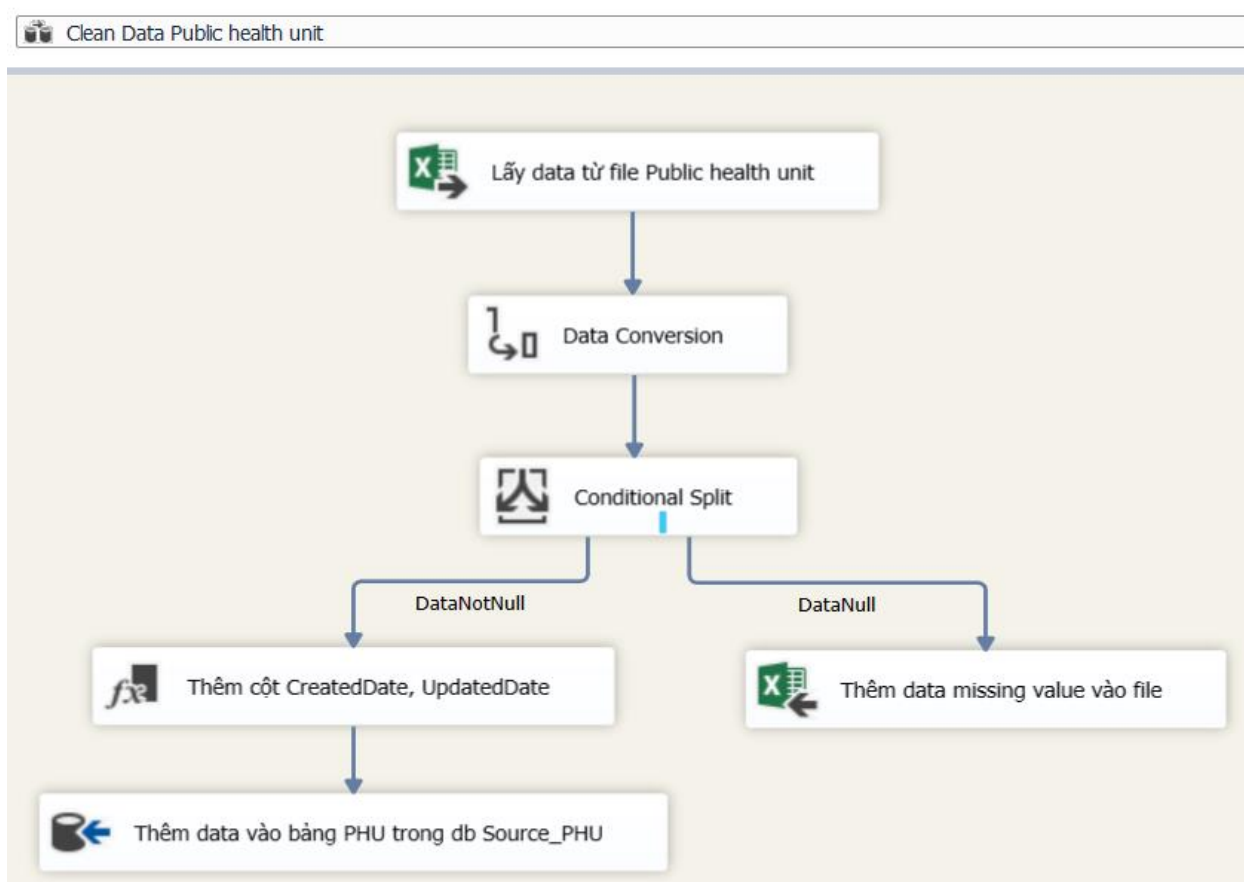 Clean Data Public health unit
Lấy data từ file Public health unit
Data Conversion
Conditional Split
DataNotNull
DataNull
Thêm cột CreatedDate, UpdatedDate
Thêm data missing value vào file
Thêm data vào bảng PHU trong db Source_PHU